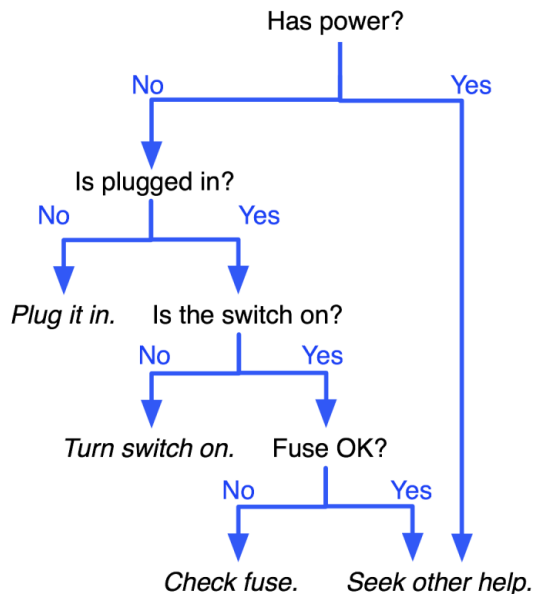 Has power?
No
Yes
Is plugged in?
No
Yes
Plug it in.
Is the switch on?
No
Yes
Turn switch on.
Fuse OK?
No
Yes
Check fuse.
Seek other help.